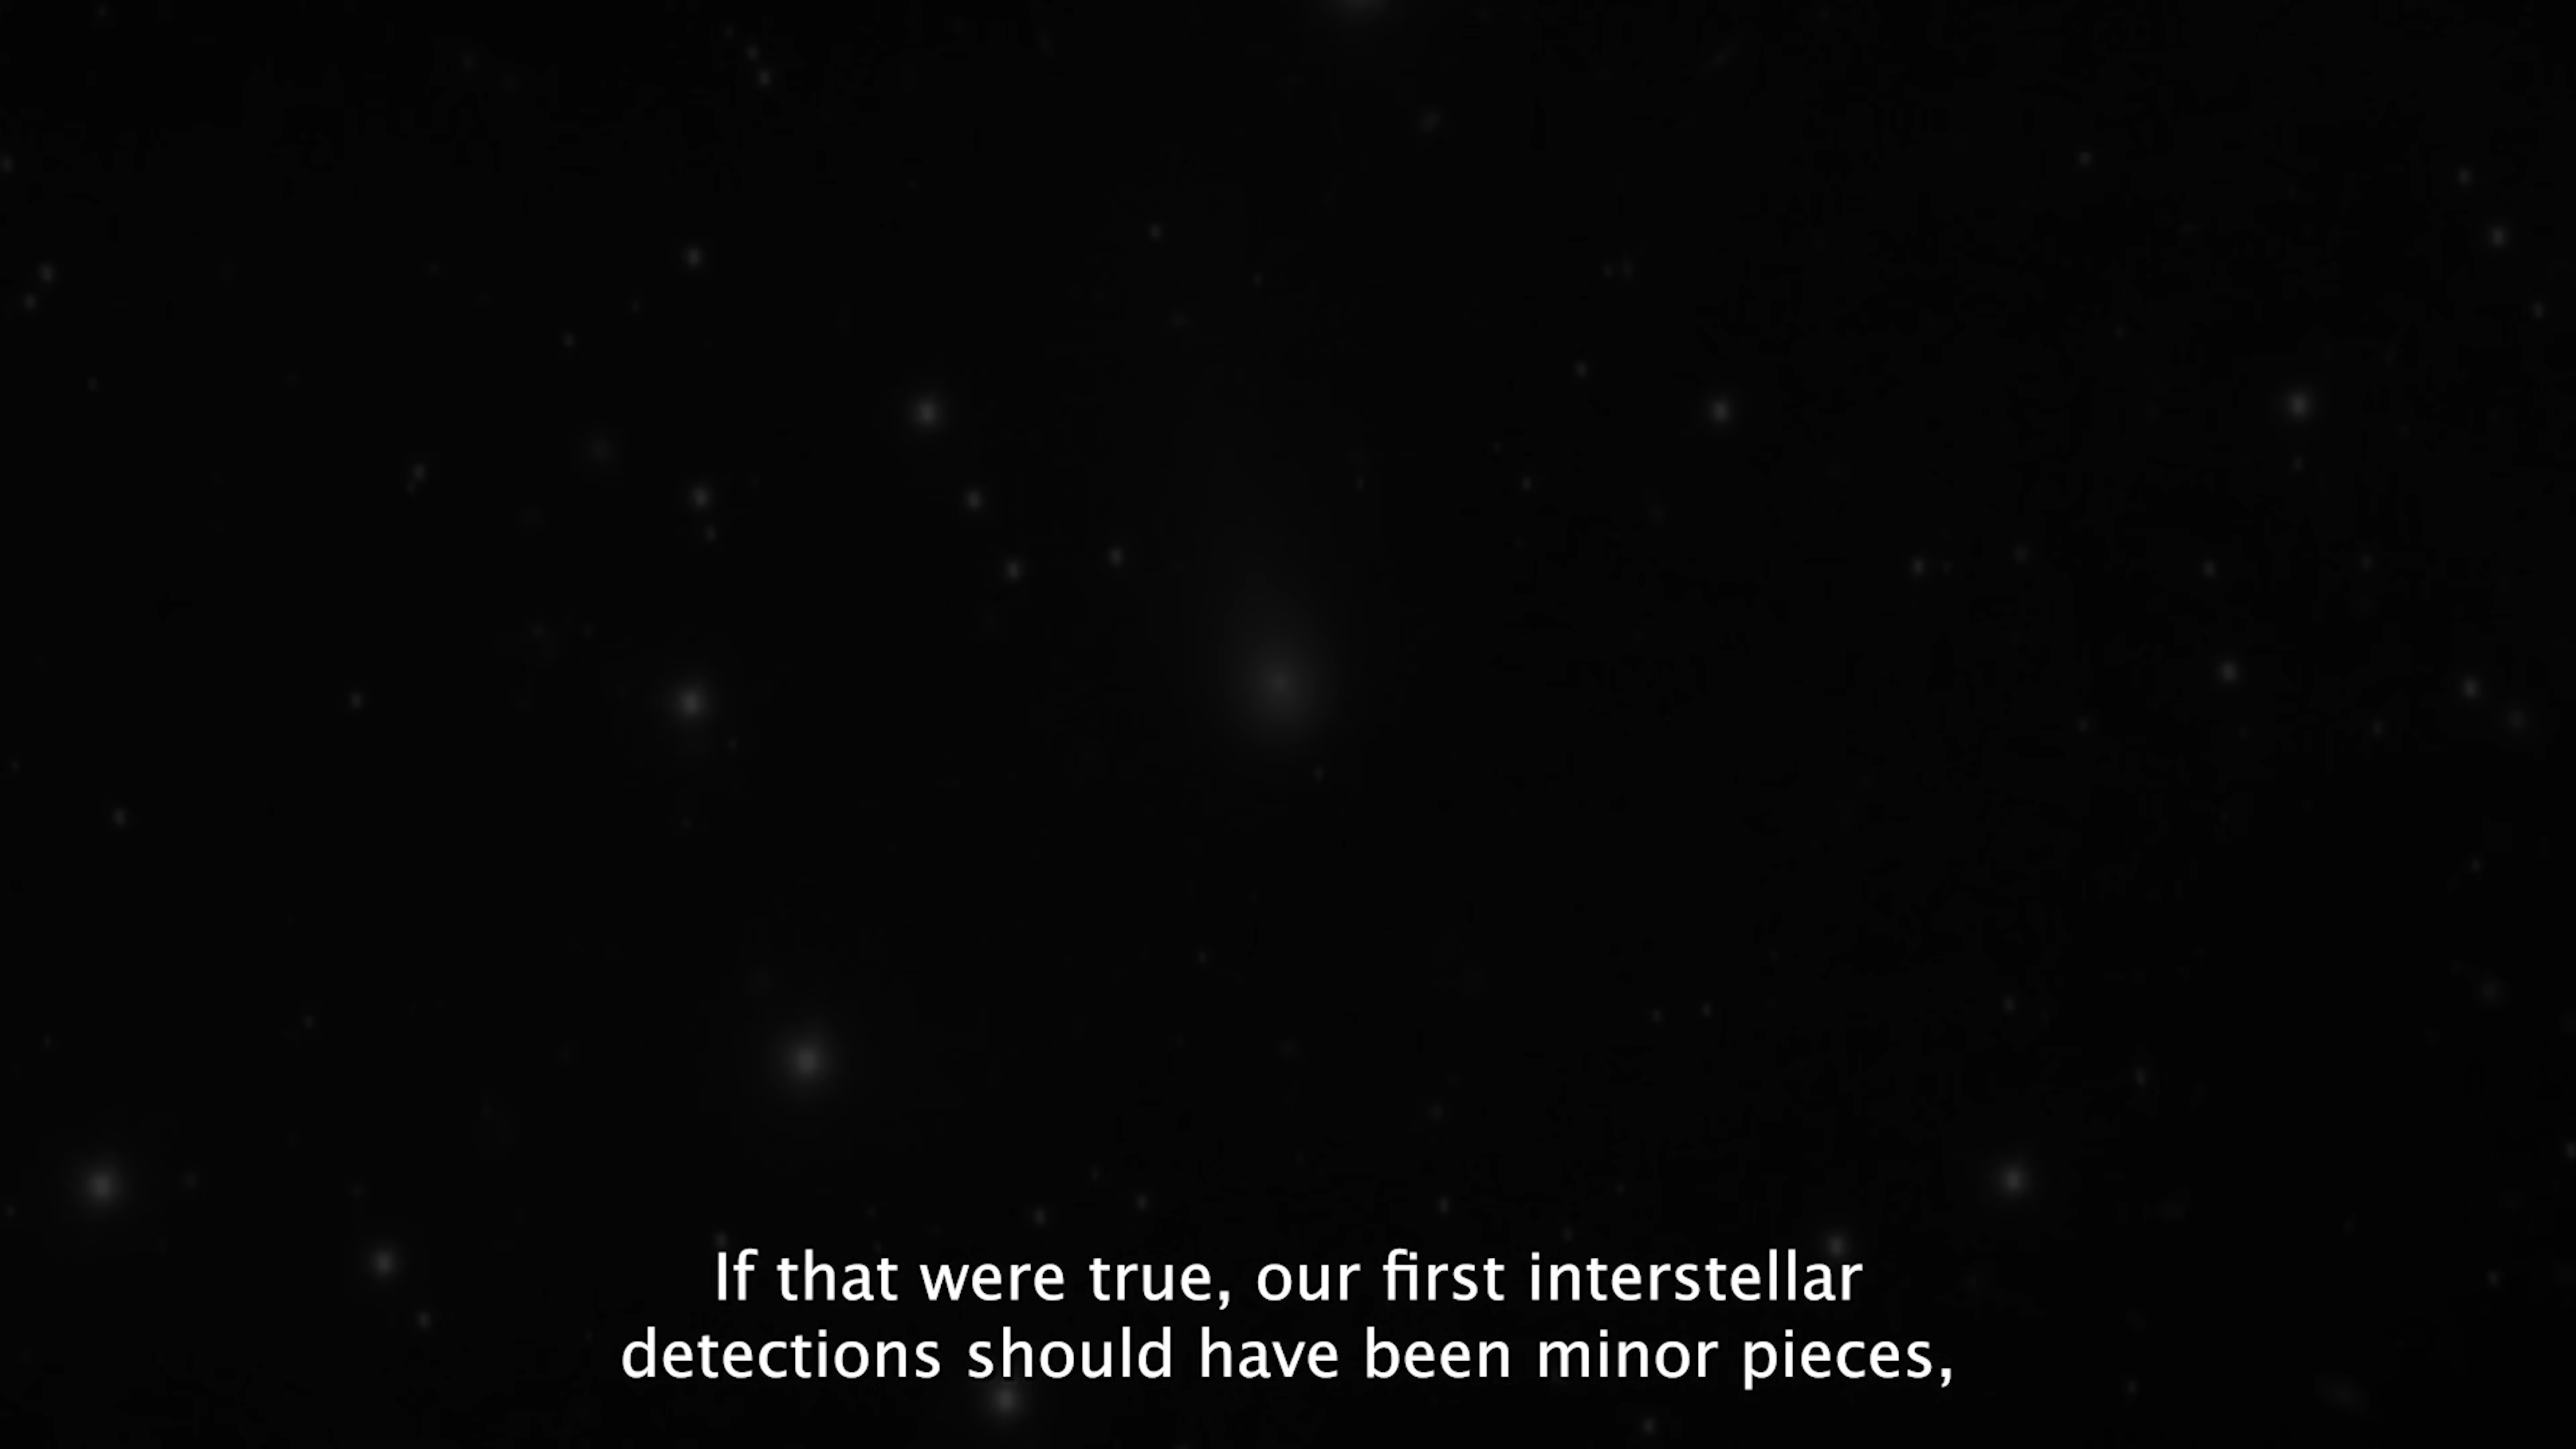 If that were true, our first interstellar
detections should have been minor pieces,